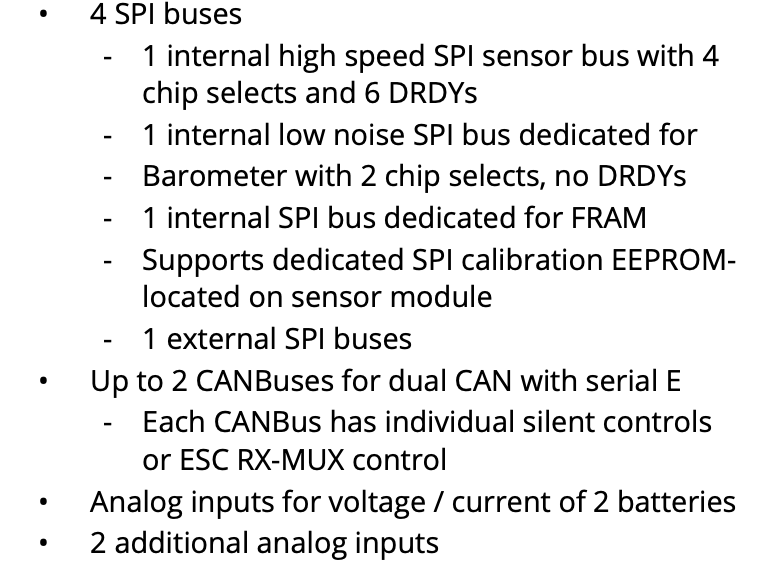 • 4 SPI buses
- 1 internal high speed SPI sensor bus with 4
chip selects and 6 DRDYs
- 1 internal low noise SPI bus dedicated for
- Barometer with 2 chip selects, no DRDYs
- 1 internal SPI bus dedicated for FRAM
- Supports dedicated SPI calibration EEPROM-
located on sensor module
- 1 external SPI buses
• Up to 2 CANBuses for dual CAN with serial E
- Each CANBus has individual silent controls
or ESC RX-MUX control
• Analog inputs for voltage / current of 2 batteries
• 2 additional analog inputs